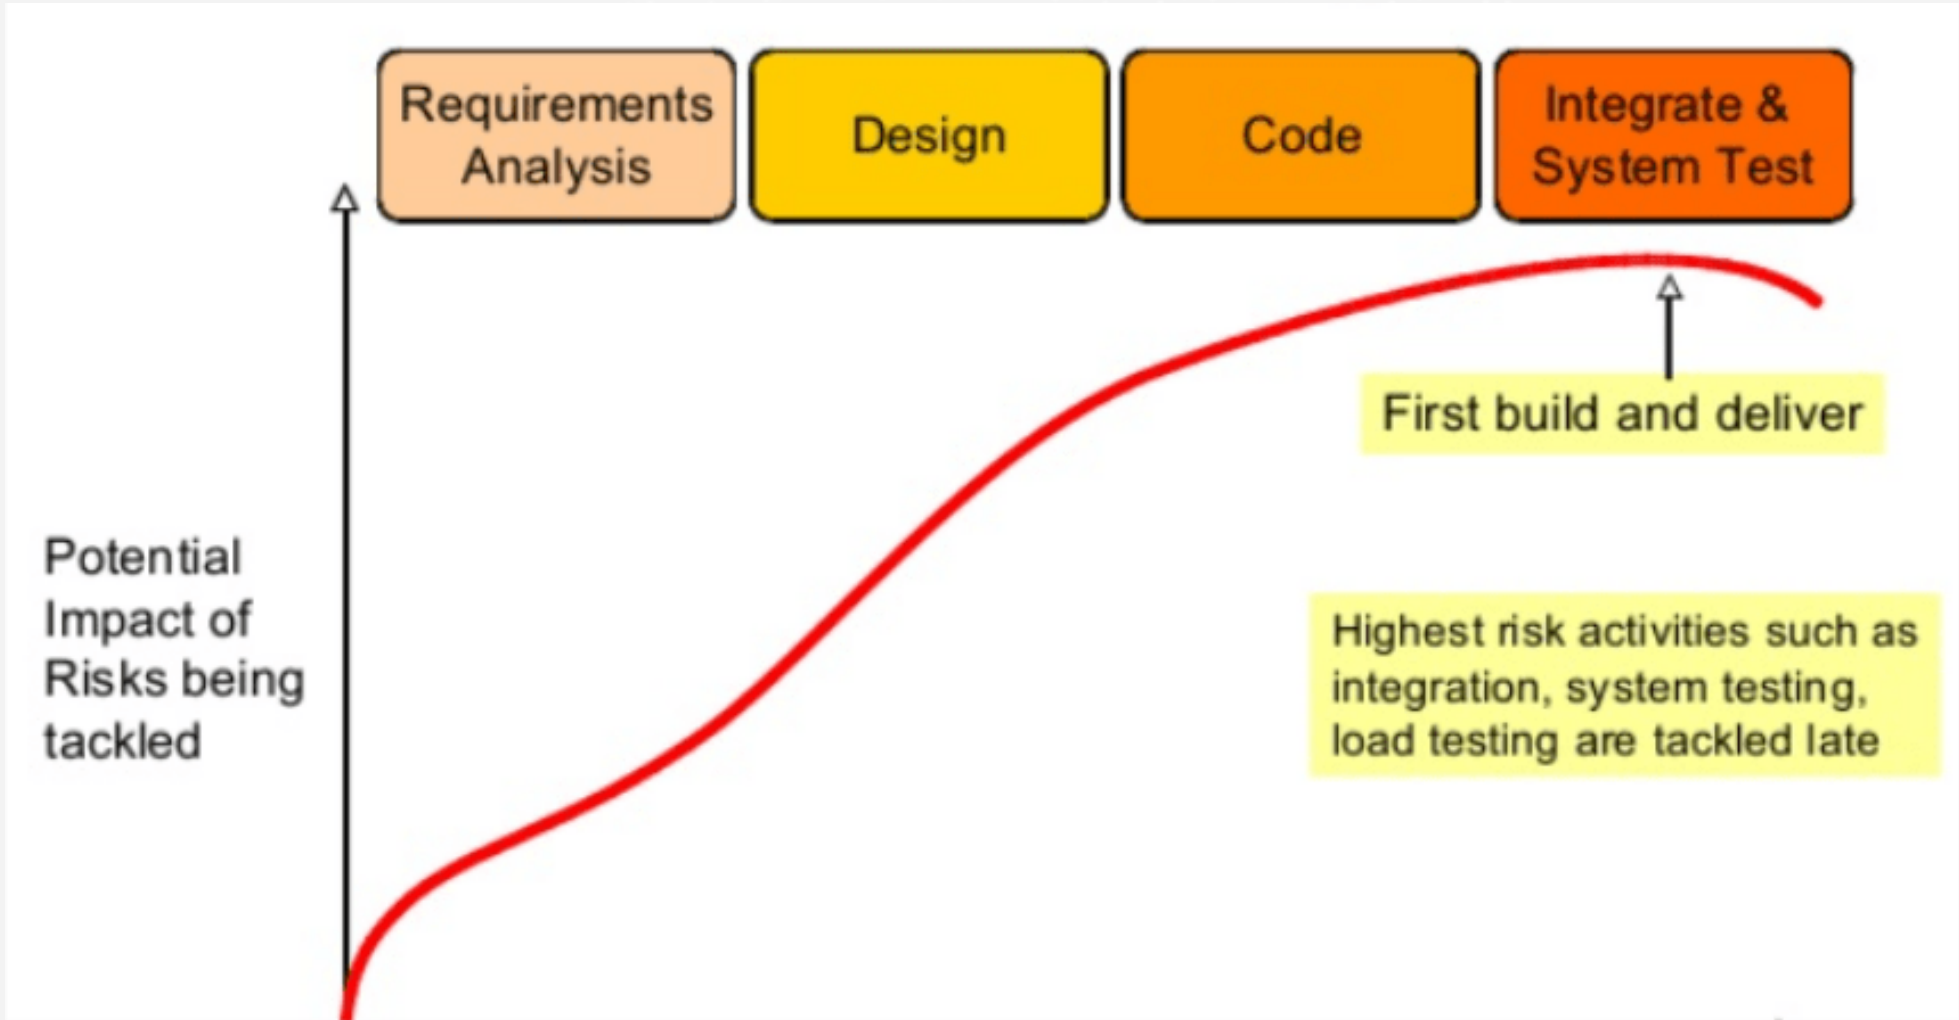 Requirements
Analysis
Design
Code
Integrate &
System Test
First build and deliver
Potential
Impact of
Risks being
tackled
Highest risk activities such as
integration, system testing,
load testing are tackled late